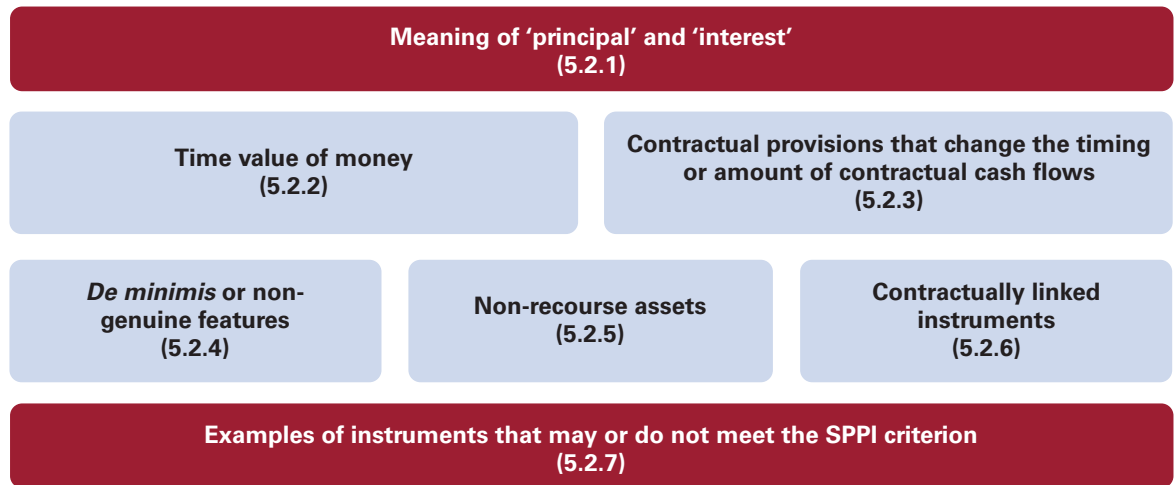 Meaning of ‘principal’ and ‘interest’
(5.2.1)
Time value of money
(5.2.2)
Contractual provisions that change the timing
or amount of contractual cash flows
(5.2.3)
De minimis or non-
genuine features
(5.2.4)
Non-recourse assets
(5.2.5)
Contractually linked
instruments
(5.2.6)
Examples of instruments that may or do not meet the SPPI criterion
(5.2.7)